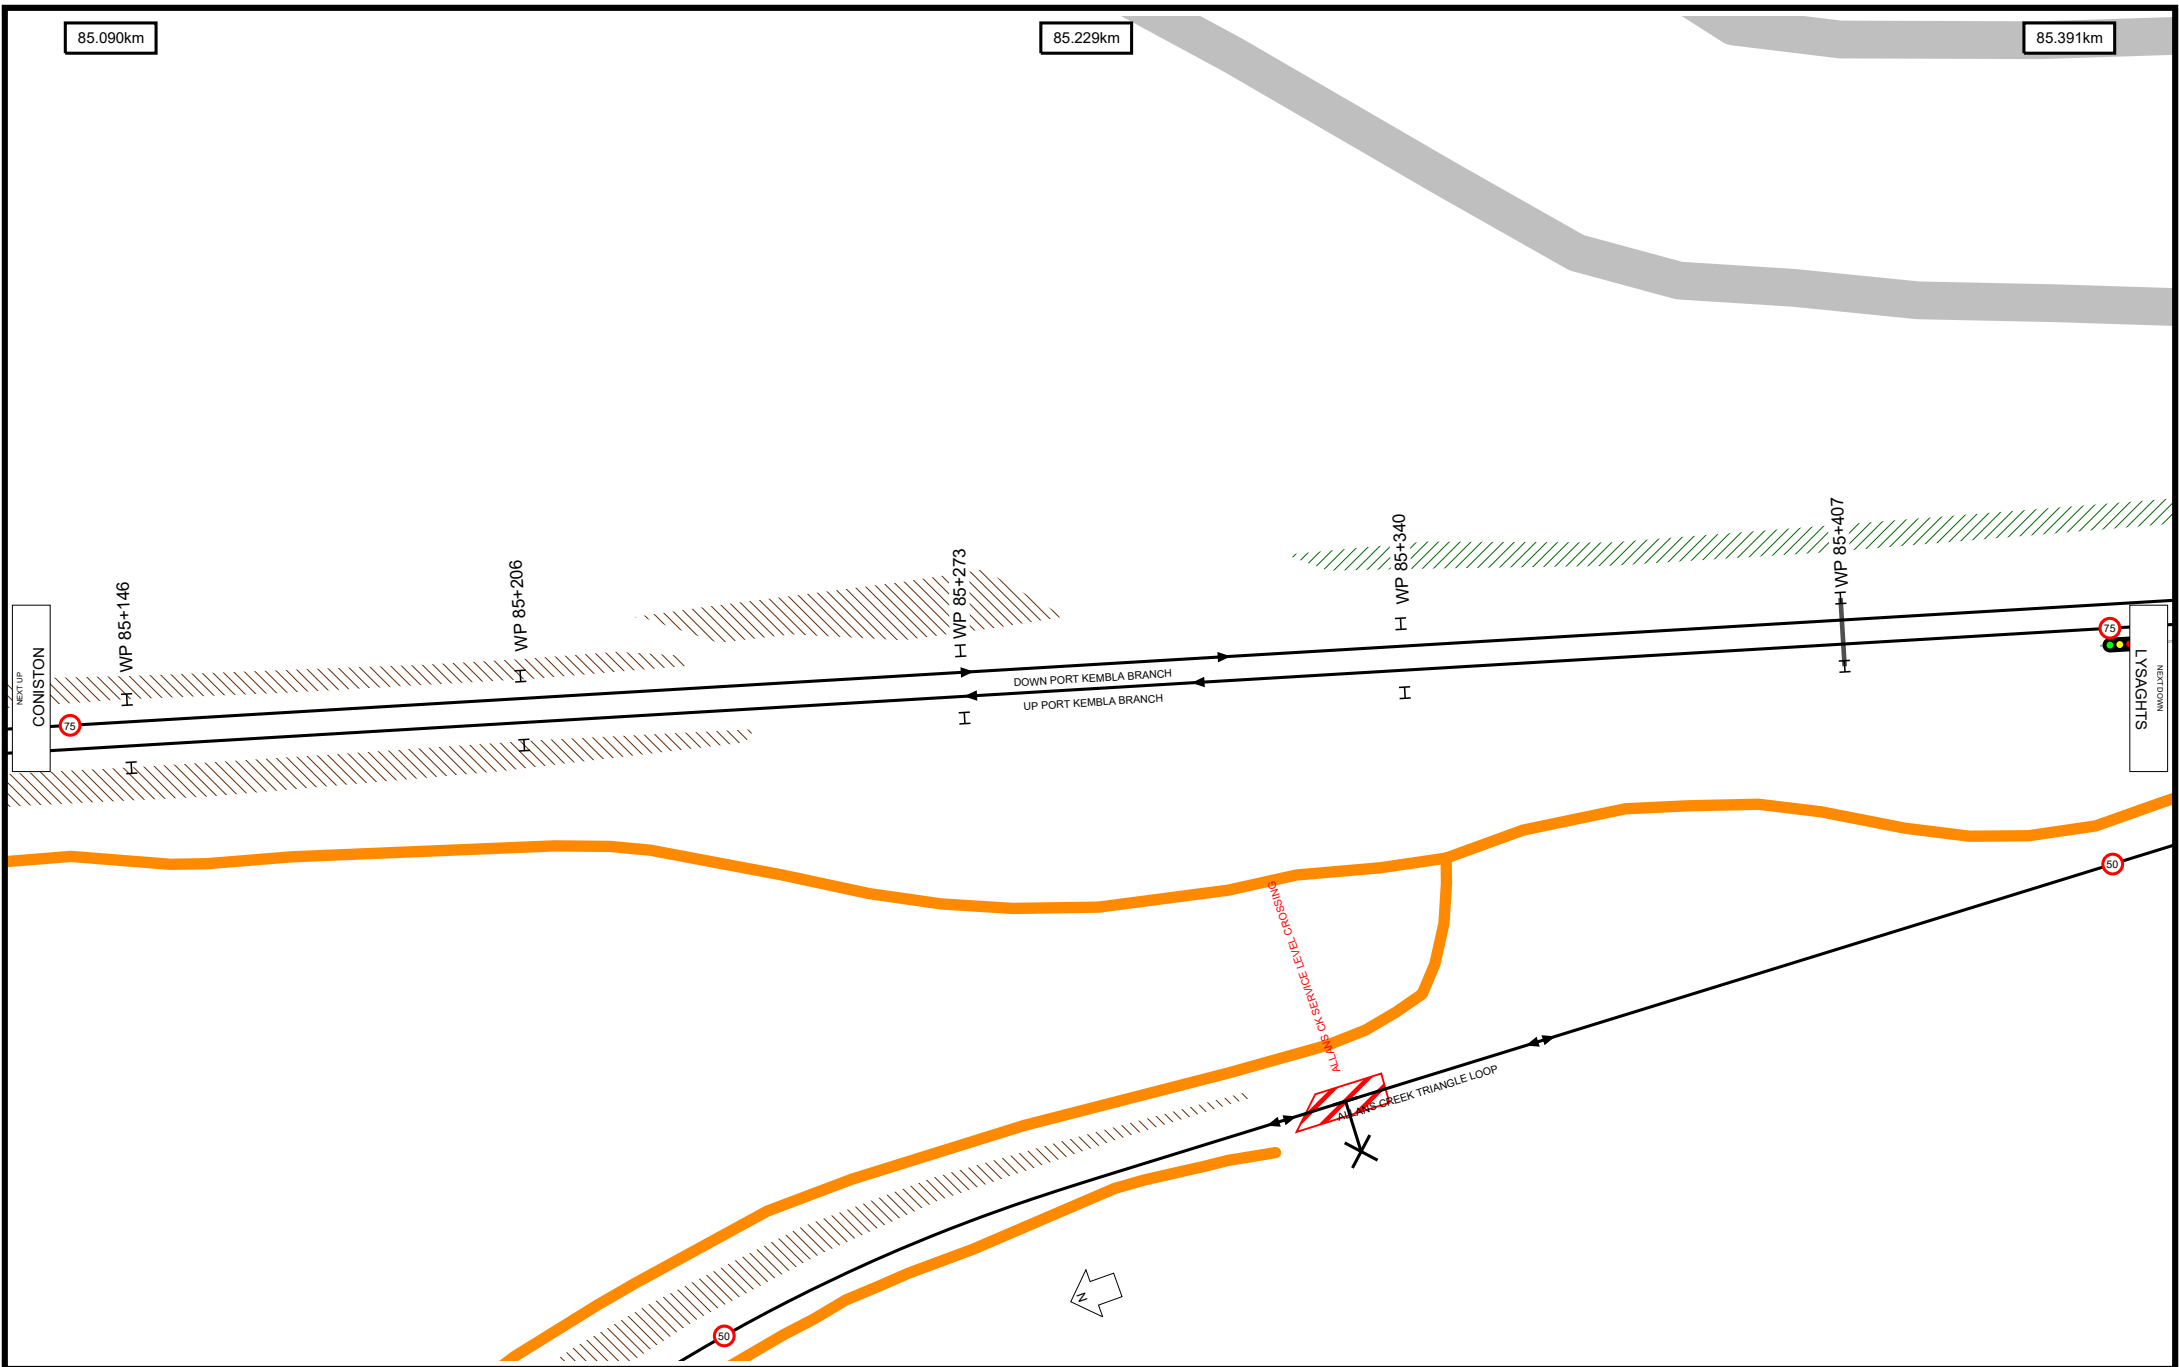 85.090km
85.229km
85.391km
WP 85+146
WP 85+206
WP 85+273
WP 85+340
WP 85+407
NEXT UP
CONISTON
75
DOWN PORT KEMBLA BRANCH
UP PORT KEMBLA BRANCH
75
LYSAGHTS
NEXT DOWN
50
ALLANS CK SERVICE LEVEL CROSSING
ALLANS CREEK TRIANGLE LOOP
N
50